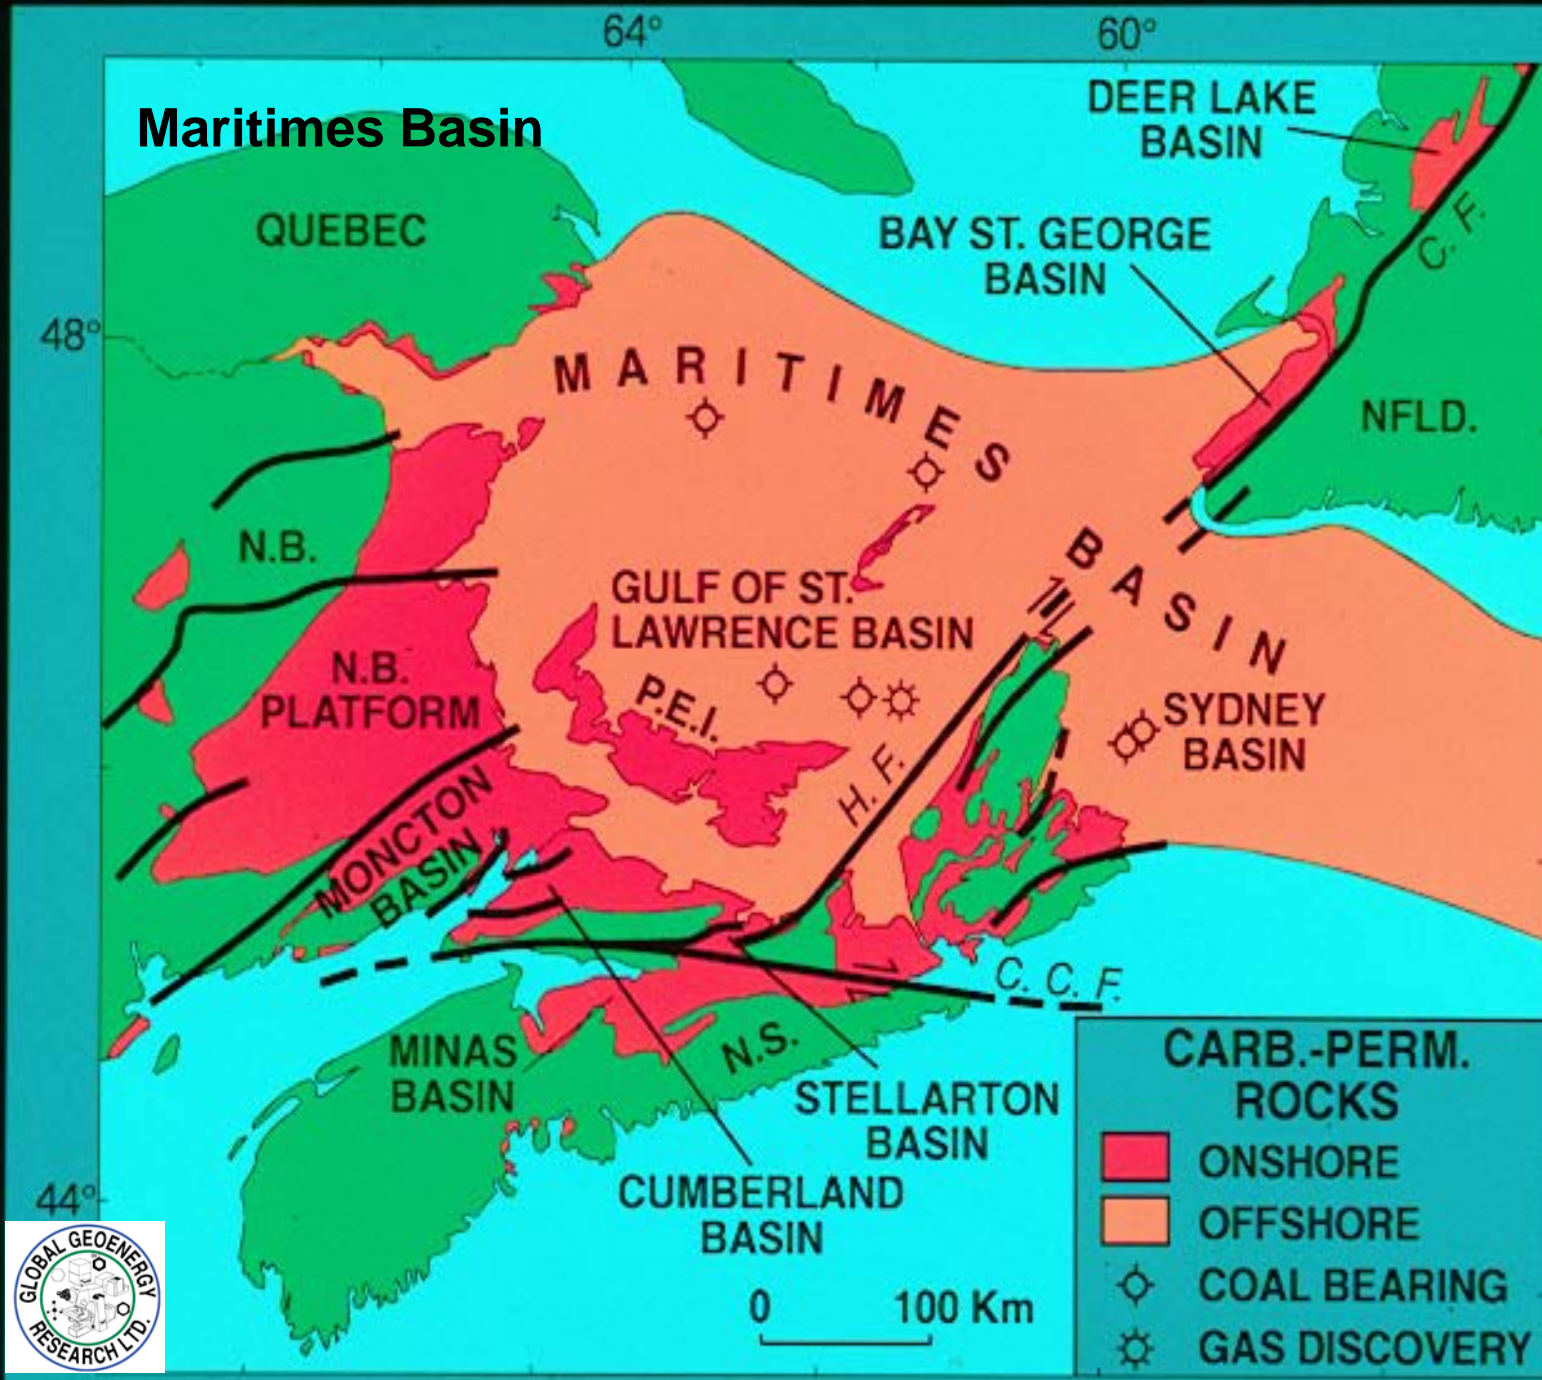 64°
60°
Maritimes Basin
DEER LAKE
BASIN
QUEBEC
BAY ST. GEORGE
BASIN
C. F.
48°
MARITIMES
BASIN
NFLD.
N.B.
GULF OF ST.
LAWRENCE BASIN
N.B.
PLATFORM
P.E.I.
SYDNEY
BASIN
H. F.
MONCTON
BASIN
C. C. F.
MINAS
BASIN
N.S.
STELLARTON
BASIN
CUMBERLAND
BASIN
44°
0 100 Km
CARB.-PERM.
ROCKS
ONSHORE
OFFSHORE
COAL BEARING
GAS DISCOVERY
GLOBAL GEOENERGY
RESEARCH LTD.